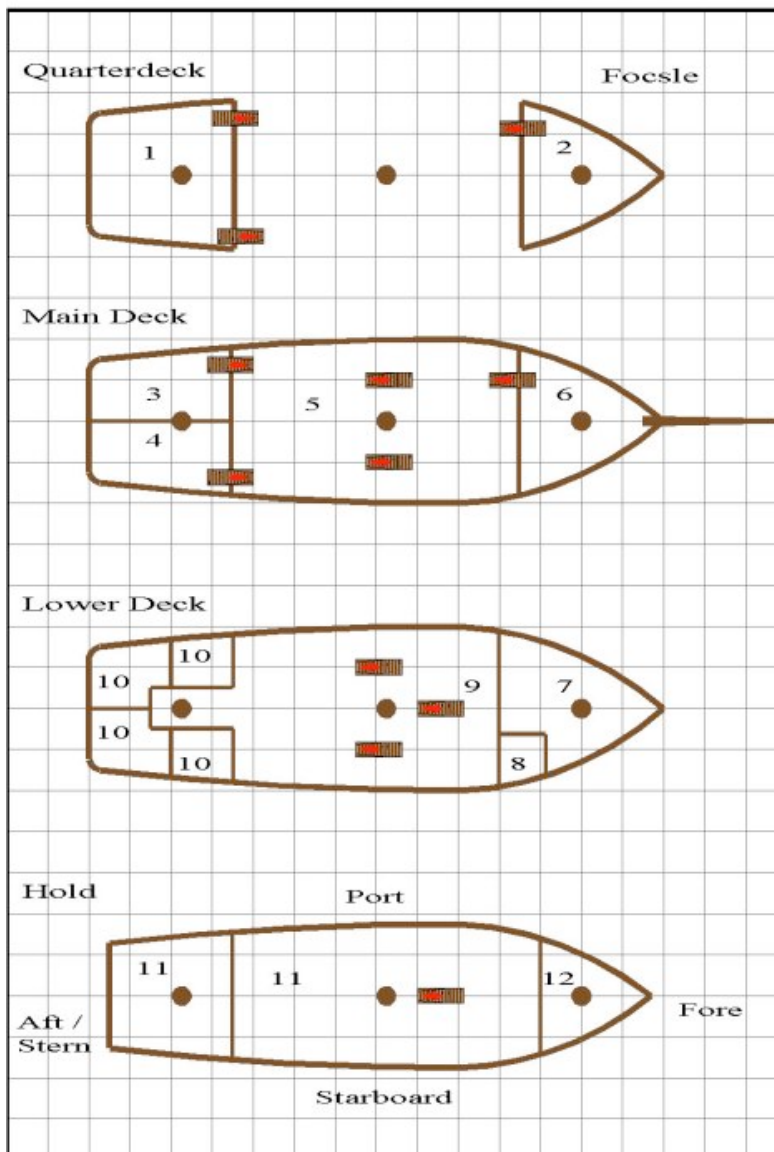 Quarterdeck
Focsle
1
2
Main Deck
3
5
6
4
Lower Deck
10
10
9
7
10
10
8
Hold
Port
11
11
12
Aft /
Stern
Fore
Starboard